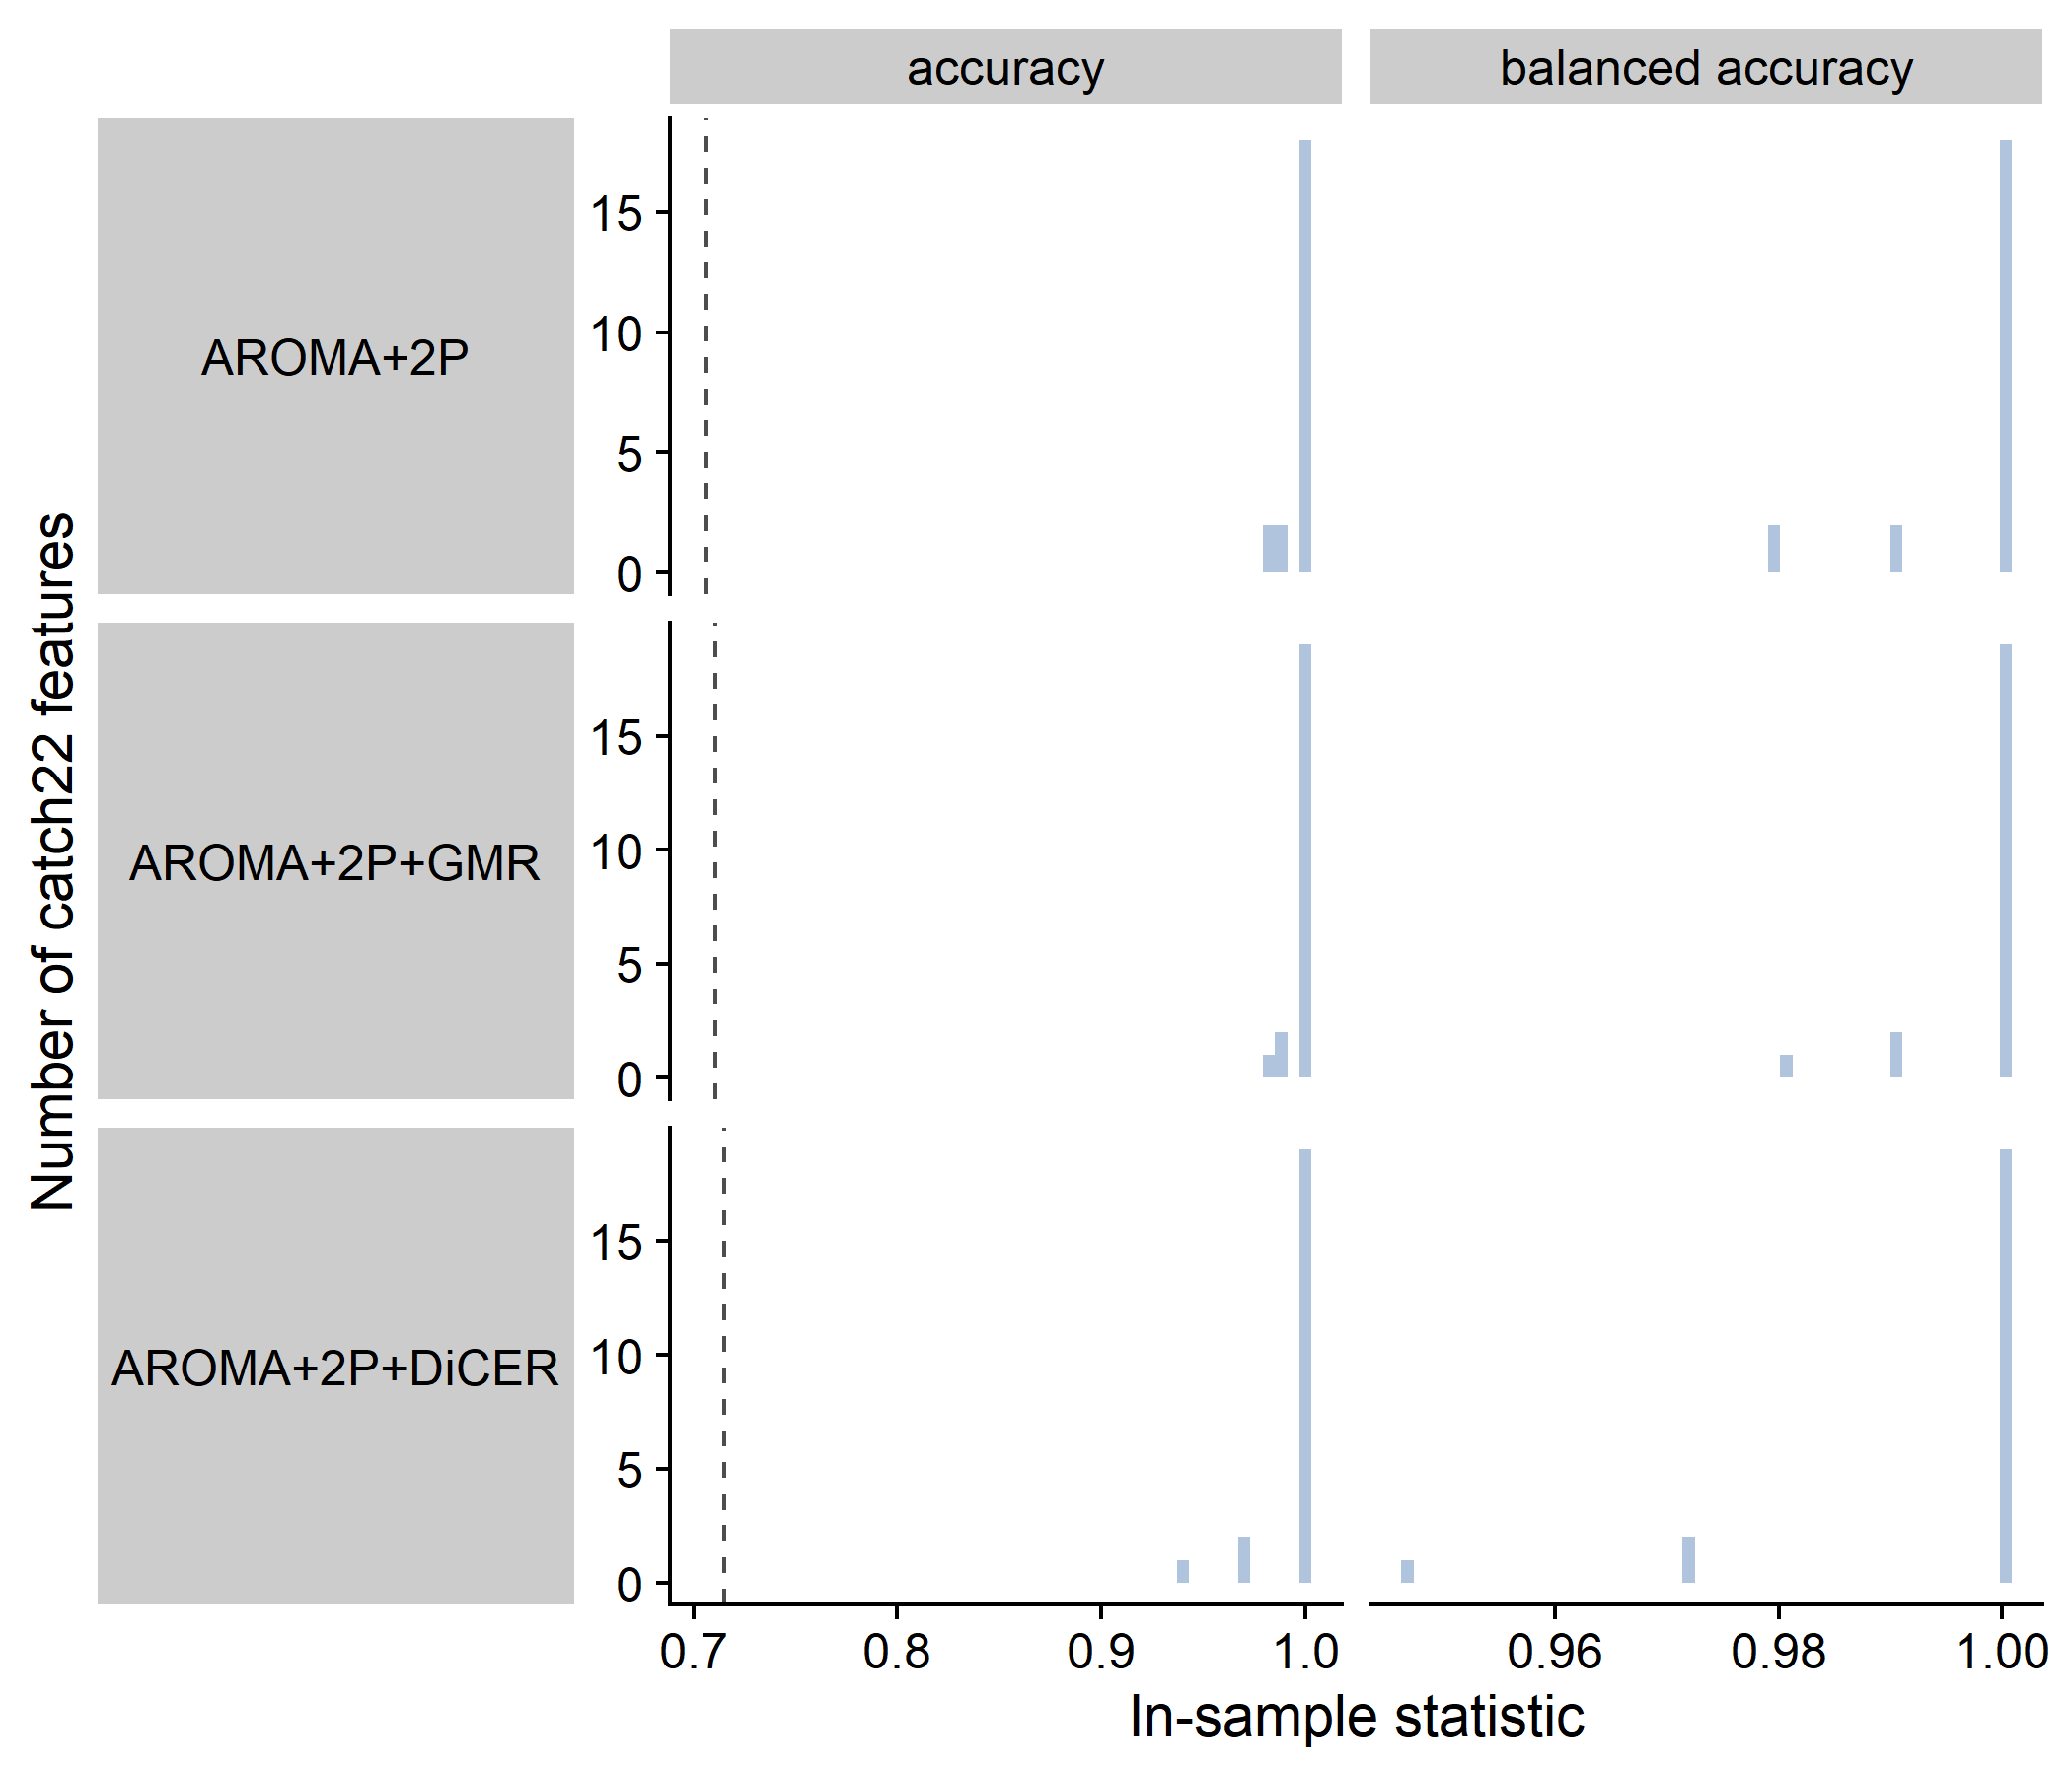 accuracy
balanced accuracy
Number of catch22 features
AROMA+2P
15
10
5
0
AROMA+2P+GMR
15
10
5
0
AROMA+2P+DiCER
15
10
5
0
0.7
0.8
0.9
1.0
0.96
0.98
1.00
In-sample statistic